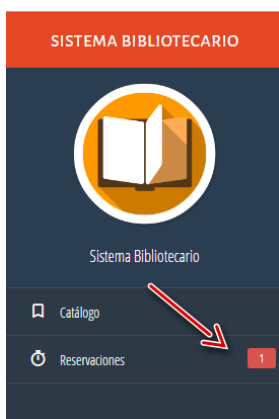 SISTEMA BIBLIOTECARIO
Sistema Bibliotecario
Catálogo
Reservaciones 1